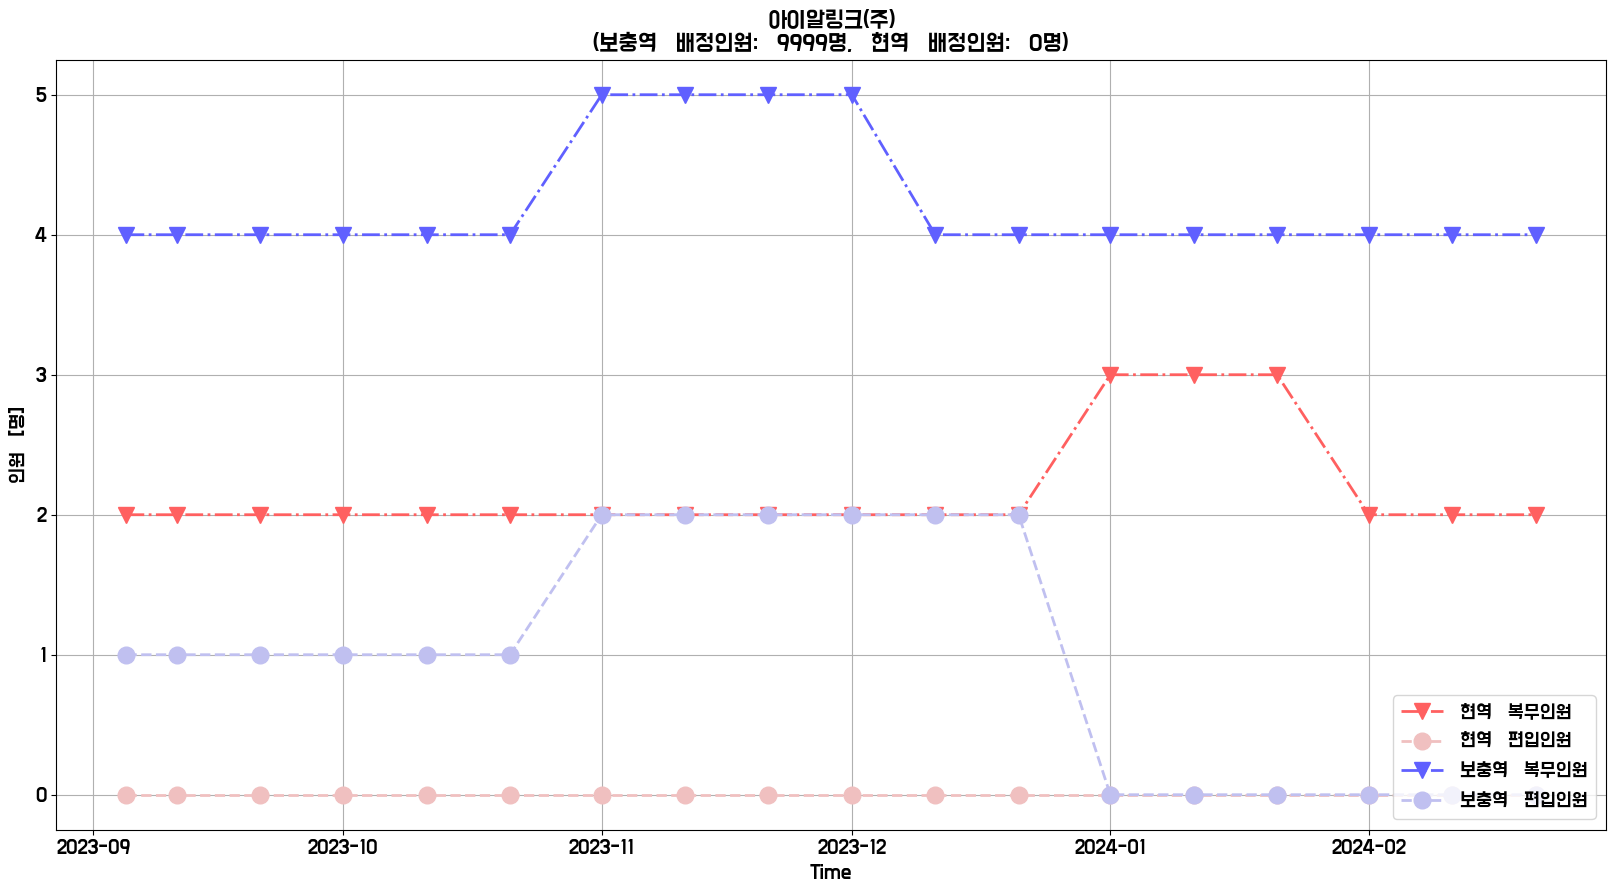 아이알링크(주)
(보충역 배정인원: 9999명, 현역 배정인원: 0명)
5
4
3
2
1
0
인원 [명]
2023-09 2023-10 2023-11 2023-12 2024-01 2024-02
Time
현역 복무인원
현역 편입인원
보충역 복무인원
보충역 편입인원